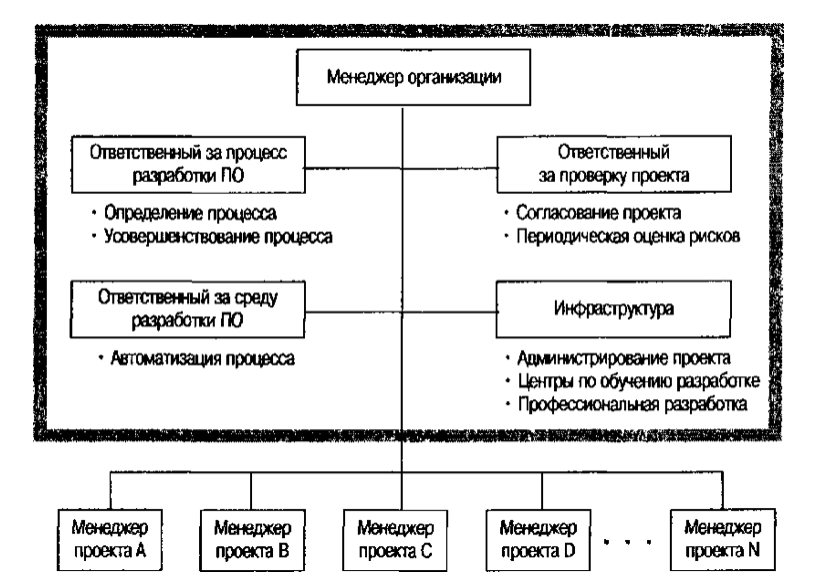 Менеджер организации
Ответственный за процесс
разработки ПО
Ответственный
за проверку проекта
· Определение процесса
· Усовершенствование процесса
· Согласование проекта
· Периодическая оценка рисков
Ответственный за среду
разработки ПО
Инфраструктура
· Автоматизация процесса
· Администрирование проекта
· Центры по обучению разработке
· Профессиональная разработка
Менеджер
проекта A
Менеджер
проекта B
Менеджер
проекта C
Менеджер
проекта D
. . .
Менеджер
проекта N